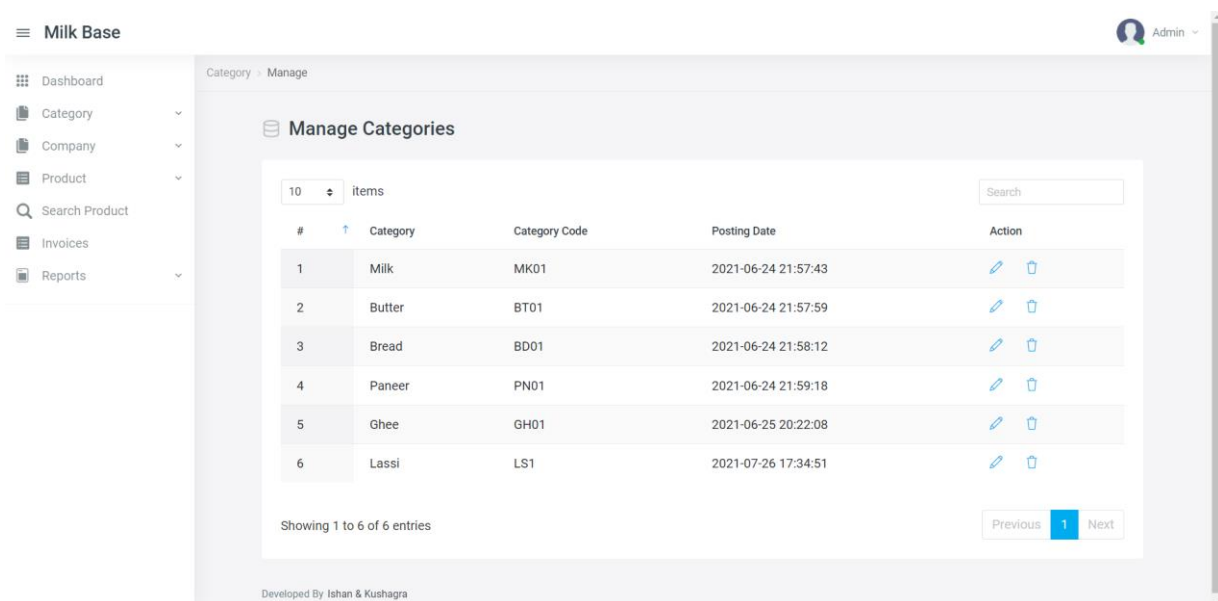 Milk Base
Admin
Dashboard
Category
Company
Product
Search Product
Invoices
Reports
Category > Manage
Manage Categories
10 items
Search
# Category Category Code Posting Date Action
1 Milk MK01 2021-06-24 21:57:43
2 Butter BT01 2021-06-24 21:57:59
3 Bread BD01 2021-06-24 21:58:12
4 Paneer PN01 2021-06-24 21:59:18
5 Ghee GH01 2021-06-25 20:22:08
6 Lassi LS1 2021-07-26 17:34:51
Showing 1 to 6 of 6 entries
Previous 1 Next
Developed By Ishan & Kushagra